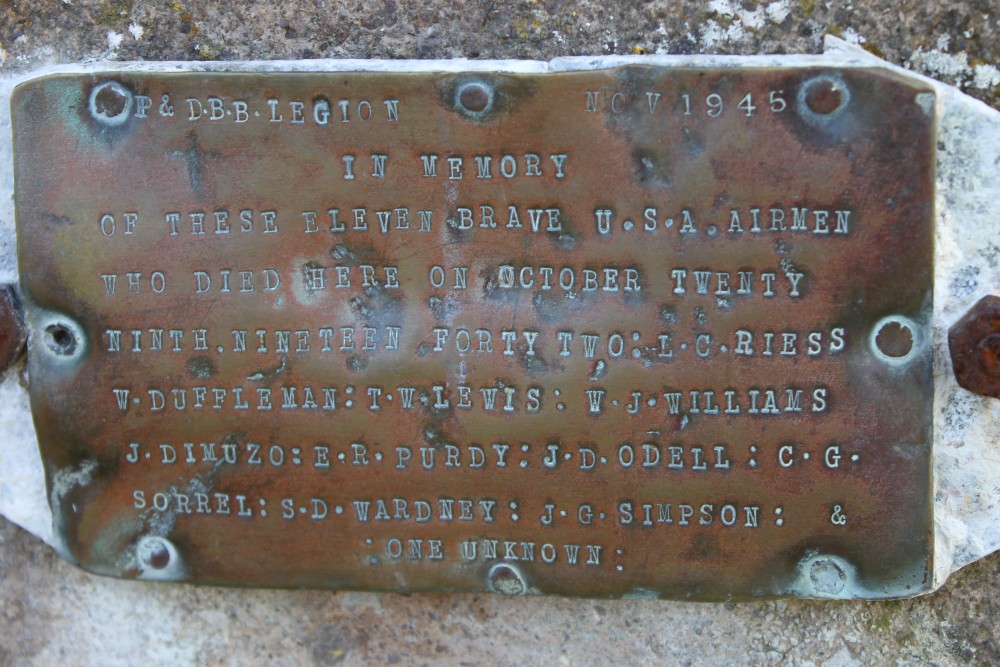 P & D·B·B·LEGION NOV 1945
IN MEMORY
OF THESE ELEVEN BRAVE U.S.A. AIRMEN
WHO DIED HERE ON OCTOBER TWENTY
NINTH.NINETEEN FORTY TWO: L·C·RIESS
W·DUFFLEMAN: T·W·LEWIS: W·J·WILLIAMS
J·DIMUZO: E·R·PURDY: J·D·ODELL: C·G·
SORREL: S·D·WARDNEY: J·G·SIMPSON: &
:ONE UNKNOWN: